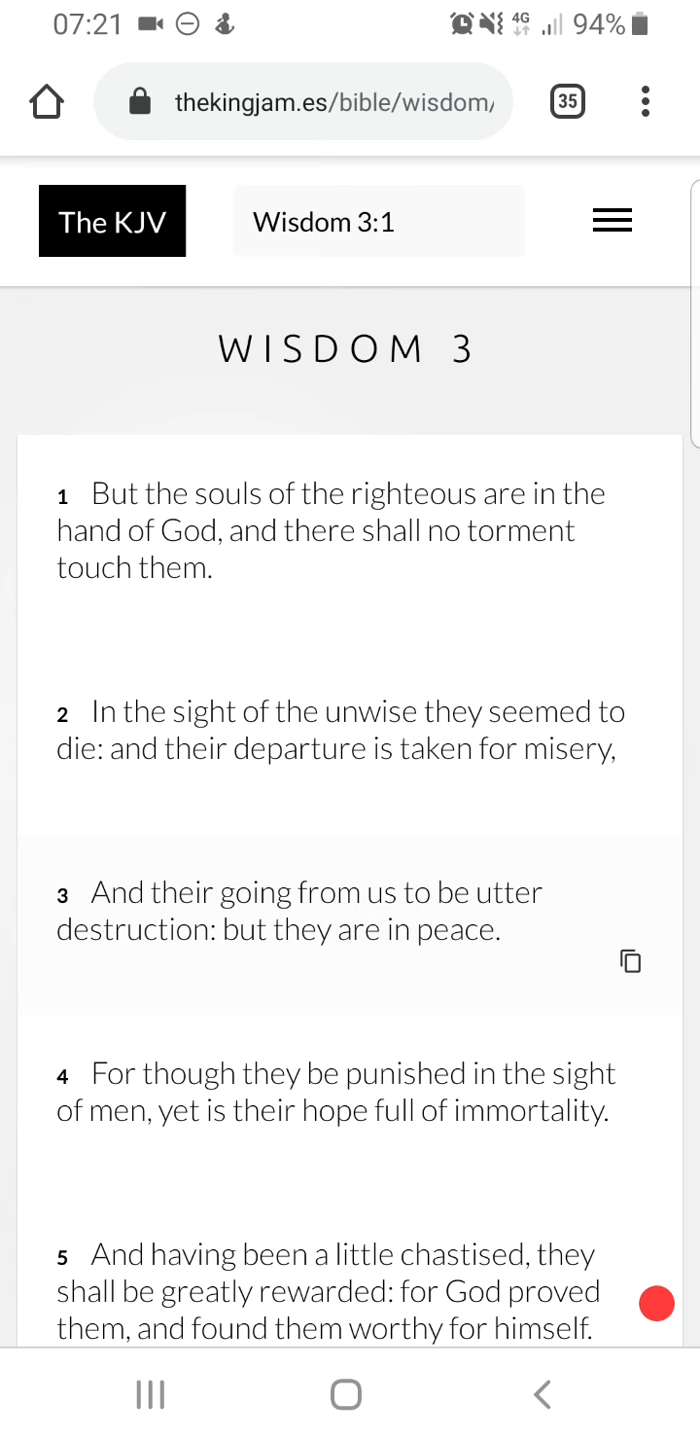 07:21 4G 94%
thekingjam.es/bible/wisdom/ 35
The KJV Wisdom 3:1
WISDOM 3
1 But the souls of the righteous are in the
hand of God, and there shall no torment
touch them.
2 In the sight of the unwise they seemed to
die: and their departure is taken for misery,
3 And their going from us to be utter
destruction: but they are in peace.
4 For though they be punished in the sight
of men, yet is their hope full of immortality.
5 And having been a little chastised, they
shall be greatly rewarded: for God proved
them, and found them worthy for himself.